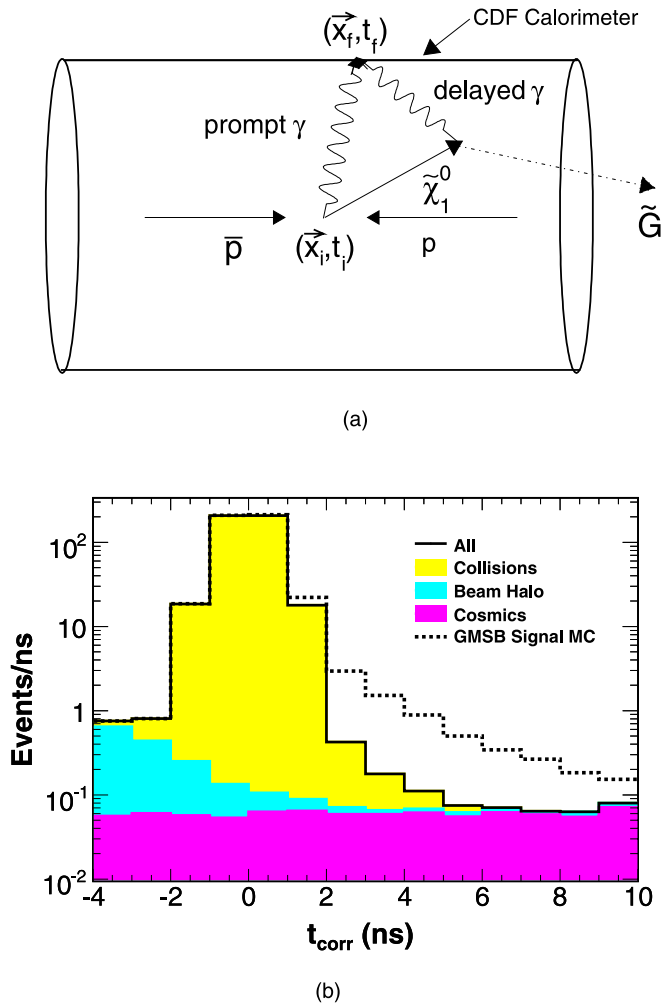 CDF Calorimeter
(x⃗f,tf)
prompt γ
delayed γ
χ̃₁⁰
p̅
(x⃗i,ti)
p
G̃
(a)
Events/ns
10²
10
1
10⁻¹
10⁻²
All
Collisions
Beam Halo
Cosmics
GMSB Signal MC
-4 -2 0 2 4 6 8 10
tcorr (ns)
(b)